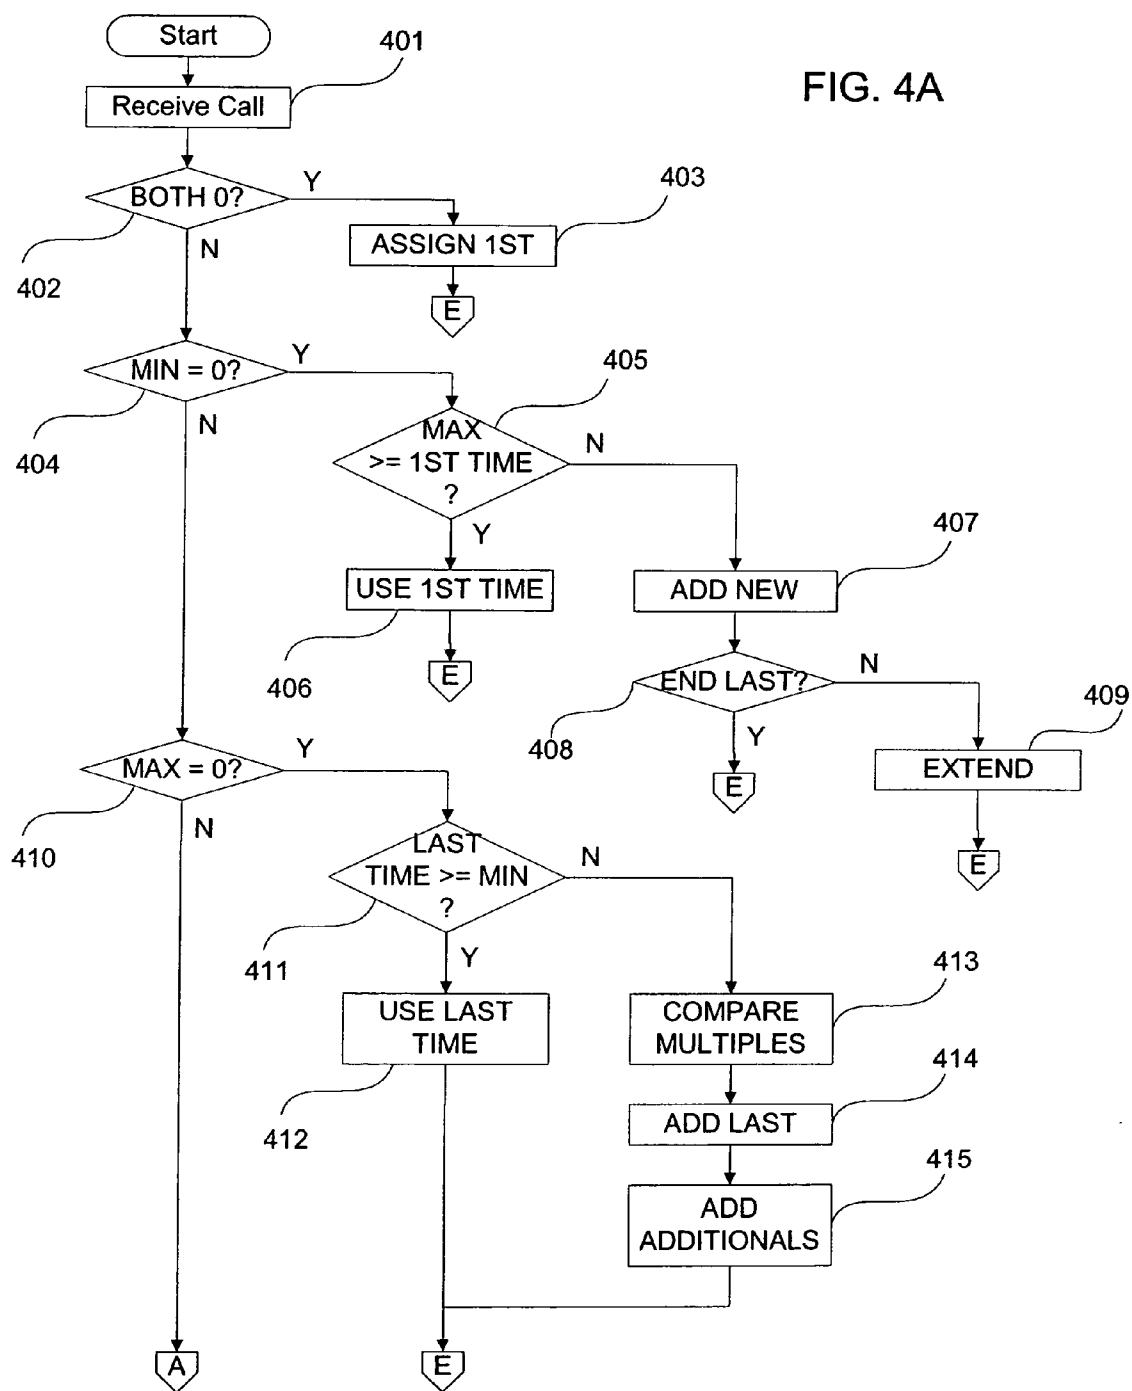 Start
401
FIG. 4A
Receive Call
BOTH 0?
Y
403
N
ASSIGN 1ST
402
E
MIN = 0?
Y
405
404
N
MAX
>= 1ST TIME
?
N
Y
407
USE 1ST TIME
ADD NEW
406
E
END LAST?
N
408
Y
409
MAX = 0?
Y
E
EXTEND
410
N
LAST
TIME >= MIN
?
N
E
411
Y
413
USE LAST
TIME
COMPARE
MULTIPLES
414
412
ADD LAST
415
ADD
ADDITIONALS
A
E